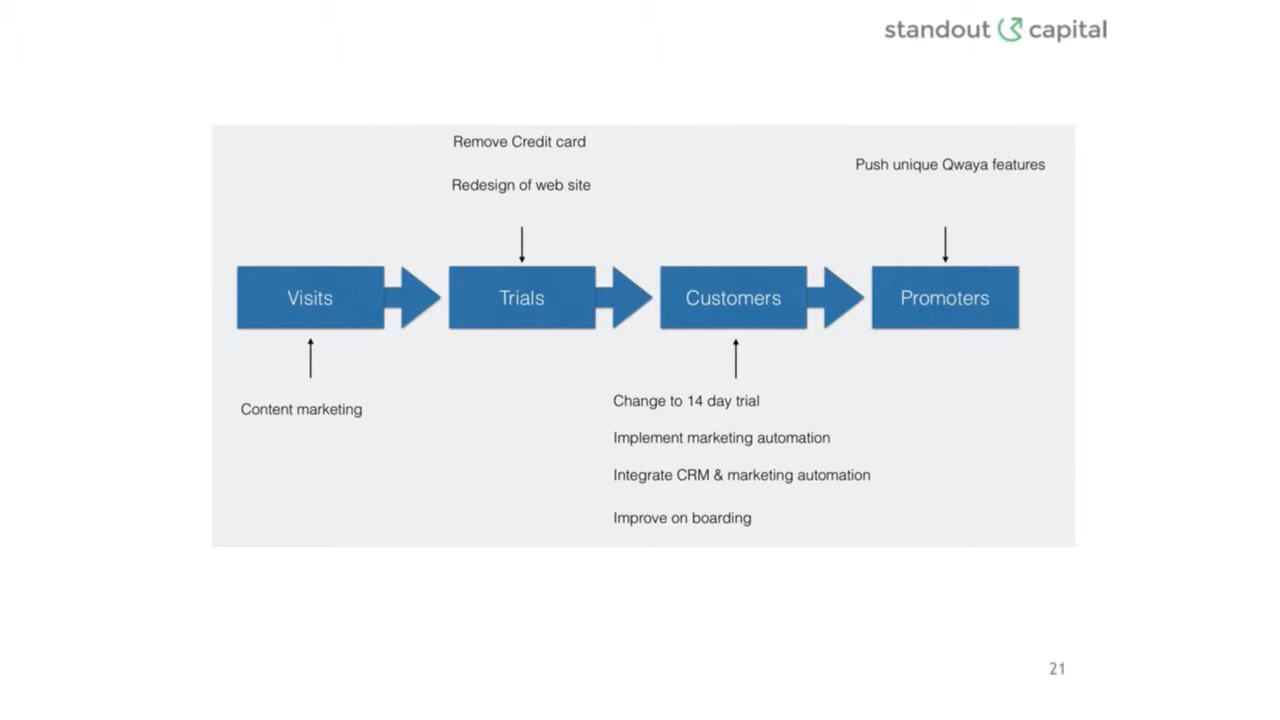 standout capital
Remove Credit card
Redesign of web site
Push unique Qwaya features
Visits
Trials
Customers
Promoters
Content marketing
Change to 14 day trial
Implement marketing automation
Integrate CRM & marketing automation
Improve on boarding
21